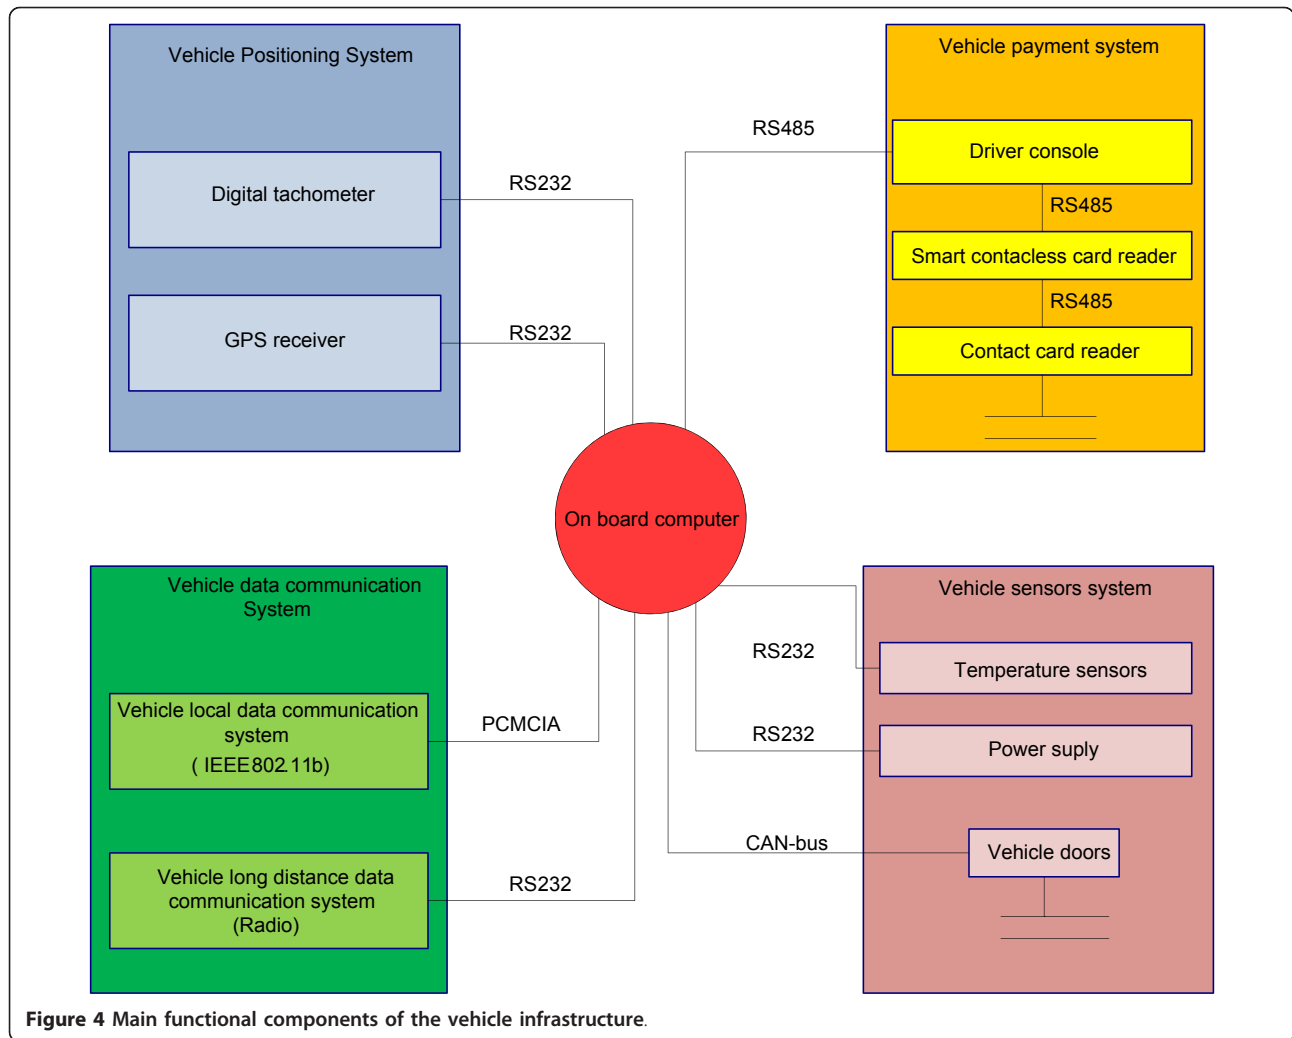 Vehicle Positioning System
Digital tachometer
RS232
GPS receiver
RS232
Vehicle payment system
RS485
Driver console
RS485
Smart contacless card reader
RS485
Contact card reader
On board computer
Vehicle data communication
System
Vehicle local data communication
system
( IEEE802.11b)
PCMCIA
Vehicle long distance data
communication system
(Radio)
RS232
Vehicle sensors system
RS232
Temperature sensors
RS232
Power suply
CAN-bus
Vehicle doors
Figure 4 Main functional components of the vehicle infrastructure.